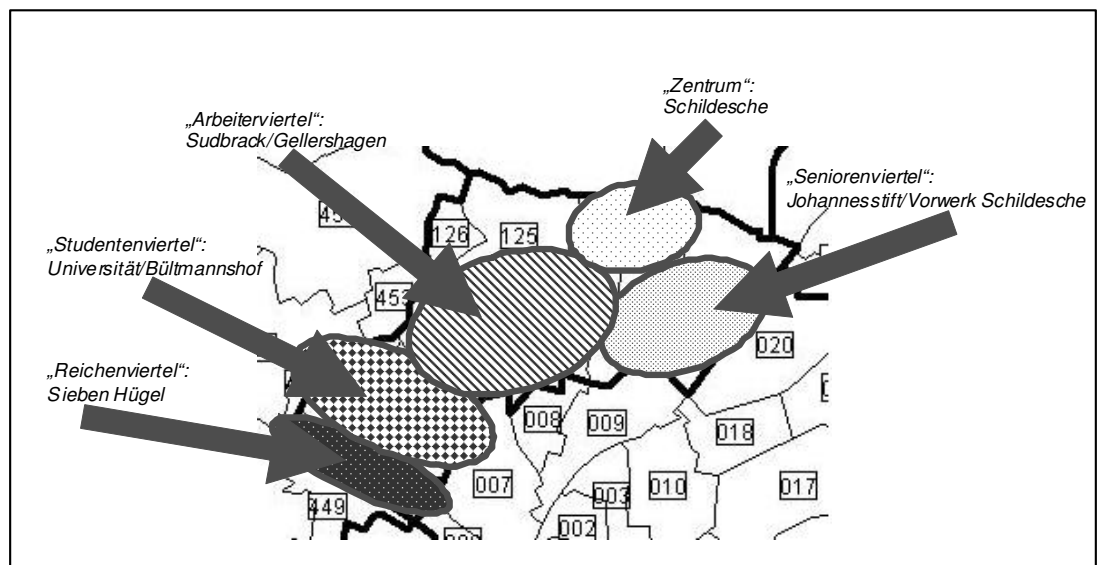 „Zentrum“:
Schildesche
„Arbeiterviertel“:
Sudbrack/Gellershagen
„Seniorenviertel“:
Johannesstift/Vorwerk Schildesche
„Studentenviertel“:
Universität/Bültmannshof
„Reichenviertel“:
Sieben Hügel
126
125
453
020
008
009
018
007
003
010
017
449
002